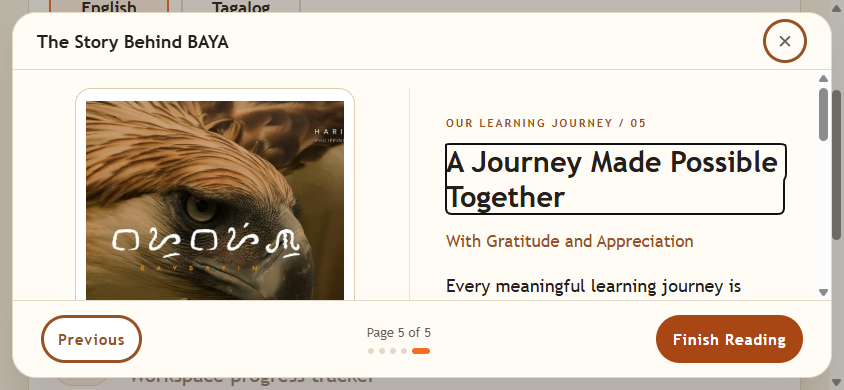 English
Tagalog
The Story Behind BAYA
HARI
PHILIPPINE
BAYBAYIN
OUR LEARNING JOURNEY / 05
A Journey Made Possible
Together
With Gratitude and Appreciation
Every meaningful learning journey is
Previous
Page 5 of 5
Finish Reading
Workspace progress tracker